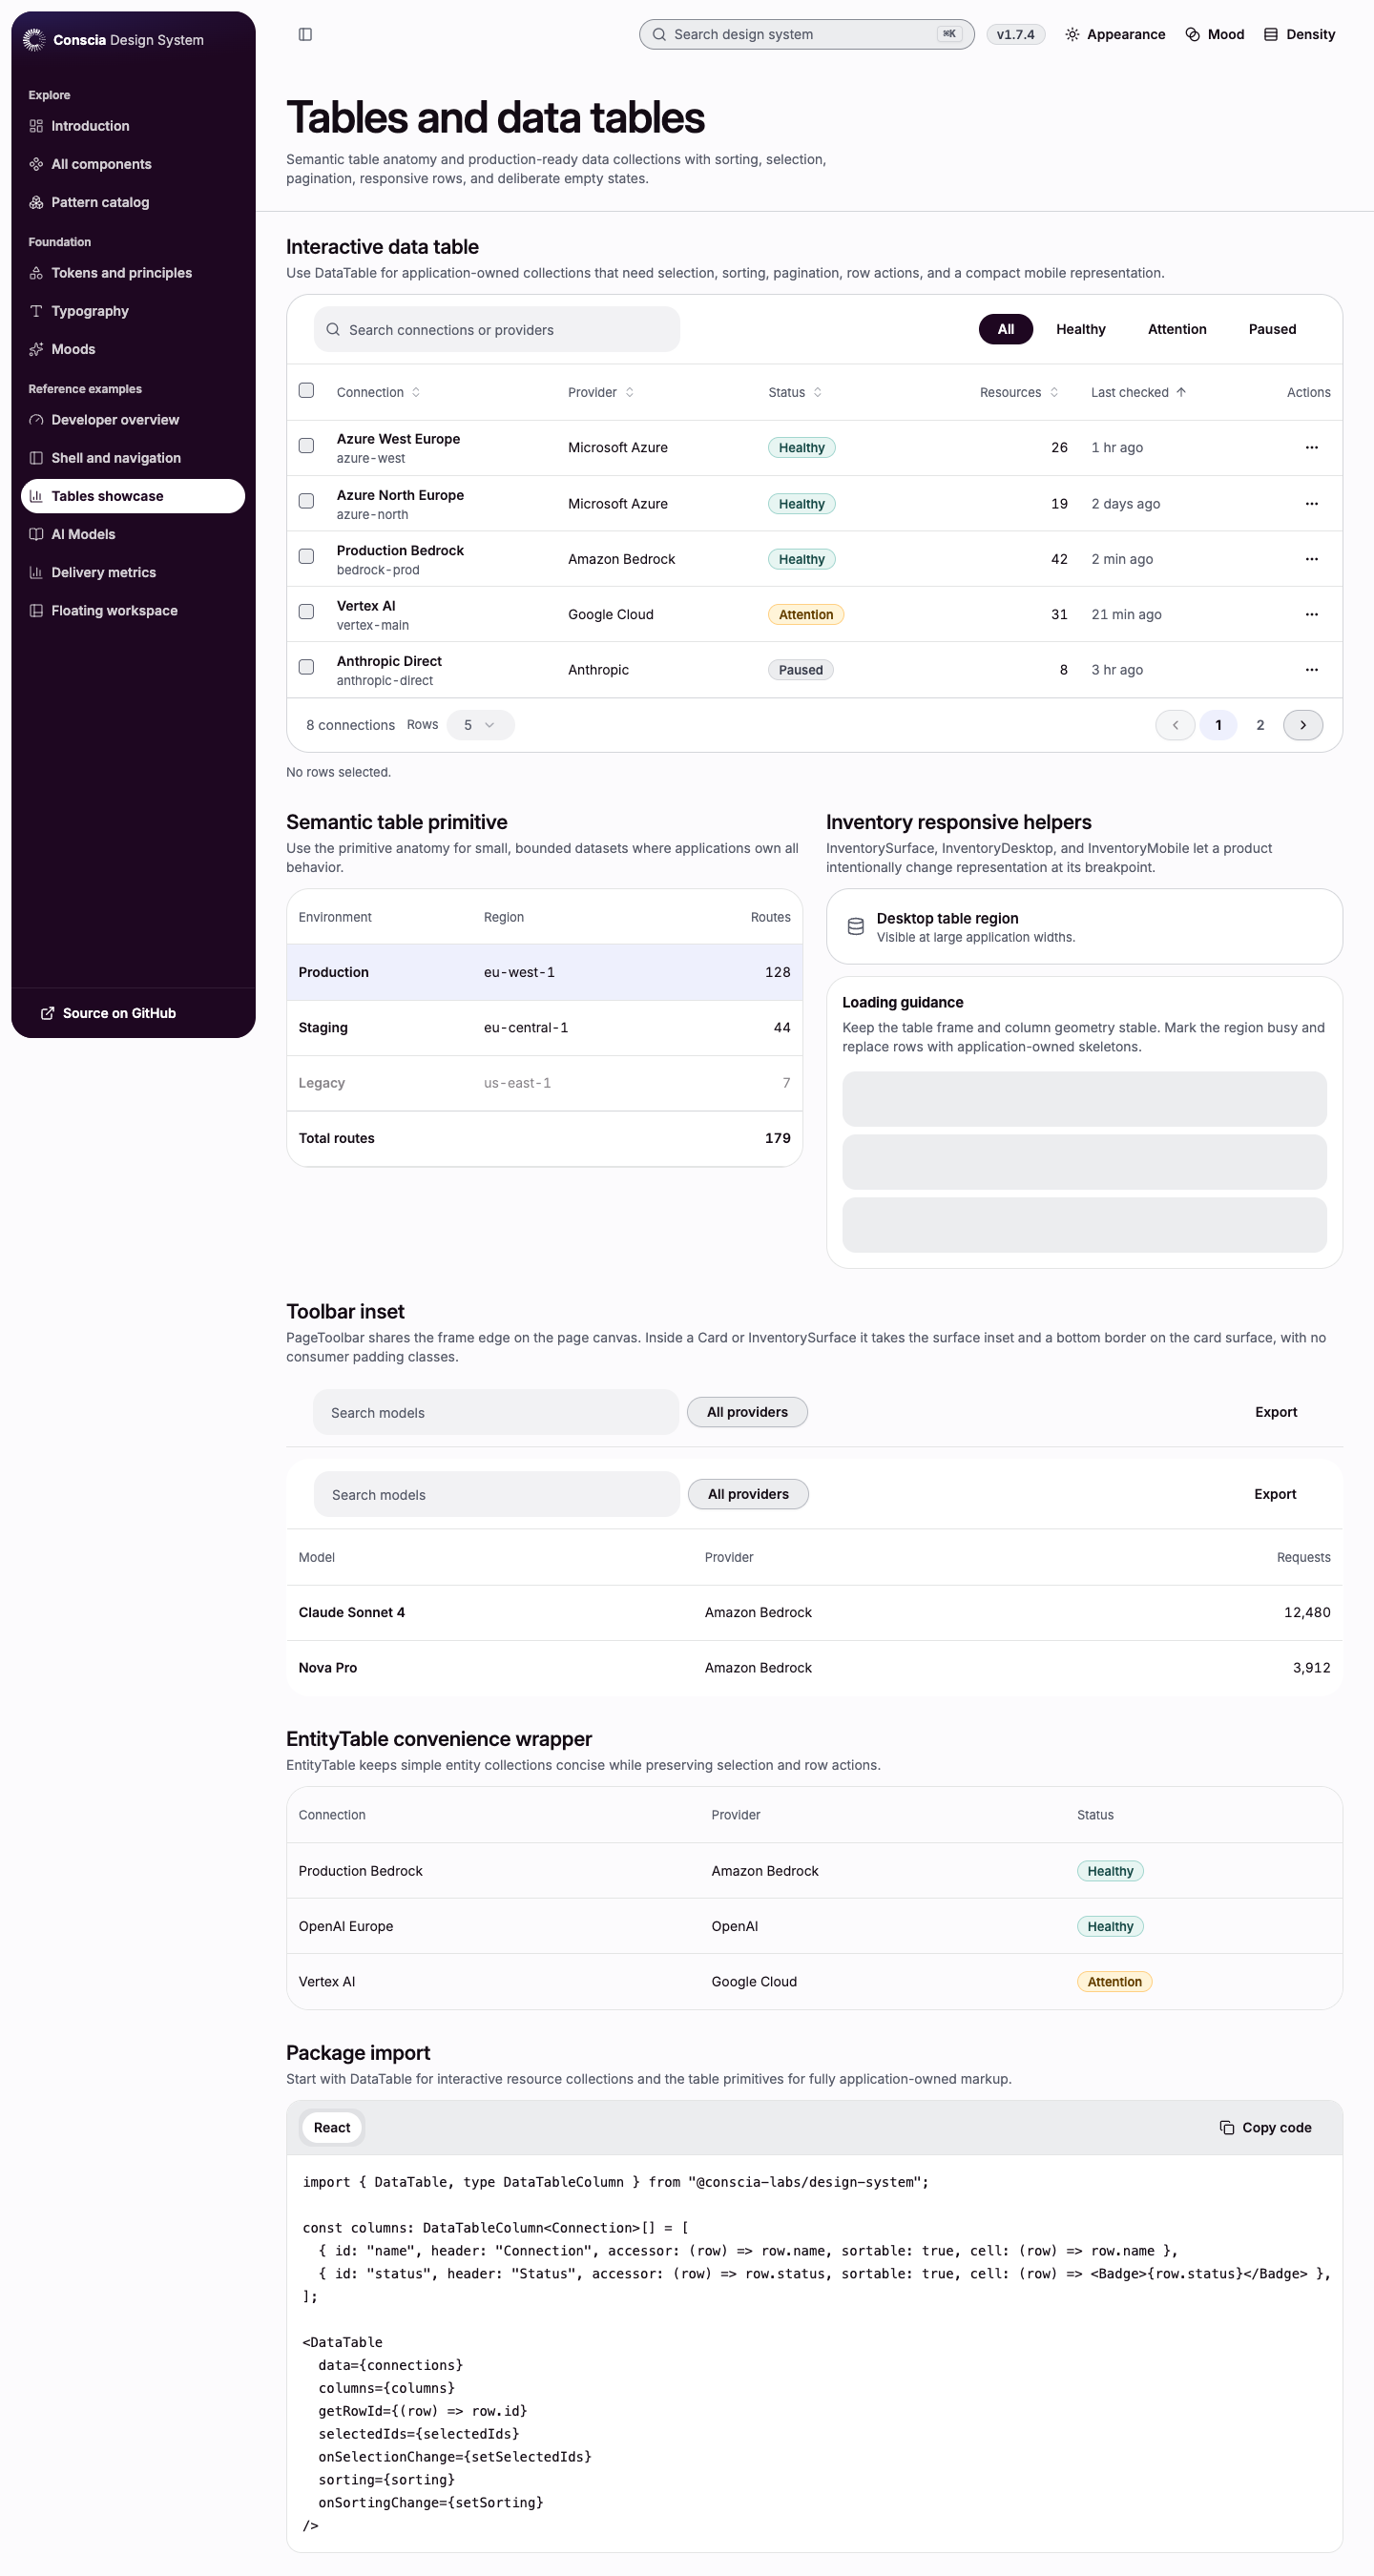 Conscia Design System
Search design system
⌘K
v1.7.4
Appearance
Mood
Density
Explore
Introduction
All components
Pattern catalog
Foundation
Tokens and principles
Typography
Moods
Reference examples
Developer overview
Shell and navigation
Tables showcase
AI Models
Delivery metrics
Floating workspace
Source on GitHub
Tables and data tables
Semantic table anatomy and production-ready data collections with sorting, selection,
pagination, responsive rows, and deliberate empty states.
Interactive data table
Use DataTable for application-owned collections that need selection, sorting, pagination, row actions, and a compact mobile representation.
Search connections or providers
All Healthy Attention Paused
Connection Provider Status Resources Last checked Actions
Azure West Europe
azure-west
Microsoft Azure Healthy 26 1 hr ago
Azure North Europe
azure-north
Microsoft Azure Healthy 19 2 days ago
Production Bedrock
bedrock-prod
Amazon Bedrock Healthy 42 2 min ago
Vertex AI
vertex-main
Google Cloud Attention 31 21 min ago
Anthropic Direct
anthropic-direct
Anthropic Paused 8 3 hr ago
8 connections Rows 5 1 2
No rows selected.
Semantic table primitive
Use the primitive anatomy for small, bounded datasets where applications own all
behavior.
Environment Region Routes
Production eu-west-1 128
Staging eu-central-1 44
Legacy us-east-1 7
Total routes 179
Inventory responsive helpers
InventorySurface, InventoryDesktop, and InventoryMobile let a product
intentionally change representation at its breakpoint.
Desktop table region
Visible at large application widths.
Loading guidance
Keep the table frame and column geometry stable. Mark the region busy and
replace rows with application-owned skeletons.
Toolbar inset
PageToolbar shares the frame edge on the page canvas. Inside a Card or InventorySurface it takes the surface inset and a bottom border on the card surface, with no
consumer padding classes.
Search models All providers Export
Search models All providers Export
Model Provider Requests
Claude Sonnet 4 Amazon Bedrock 12,480
Nova Pro Amazon Bedrock 3,912
EntityTable convenience wrapper
EntityTable keeps simple entity collections concise while preserving selection and row actions.
Connection Provider Status
Production Bedrock Amazon Bedrock Healthy
OpenAI Europe OpenAI Healthy
Vertex AI Google Cloud Attention
Package import
Start with DataTable for interactive resource collections and the table primitives for fully application-owned markup.
React Copy code
import { DataTable, type DataTableColumn } from "@conscia-labs/design-system";
const columns: DataTableColumn<Connection>[] = [
  { id: "name", header: "Connection", accessor: (row) => row.name, sortable: true, cell: (row) => row.name },
  { id: "status", header: "Status", accessor: (row) => row.status, sortable: true, cell: (row) => <Badge>{row.status}</Badge> },
];
<DataTable
  data={connections}
  columns={columns}
  getRowId={(row) => row.id}
  selectedIds={selectedIds}
  onSelectionChange={setSelectedIds}
  sorting={sorting}
  onSortingChange={setSorting}
/>